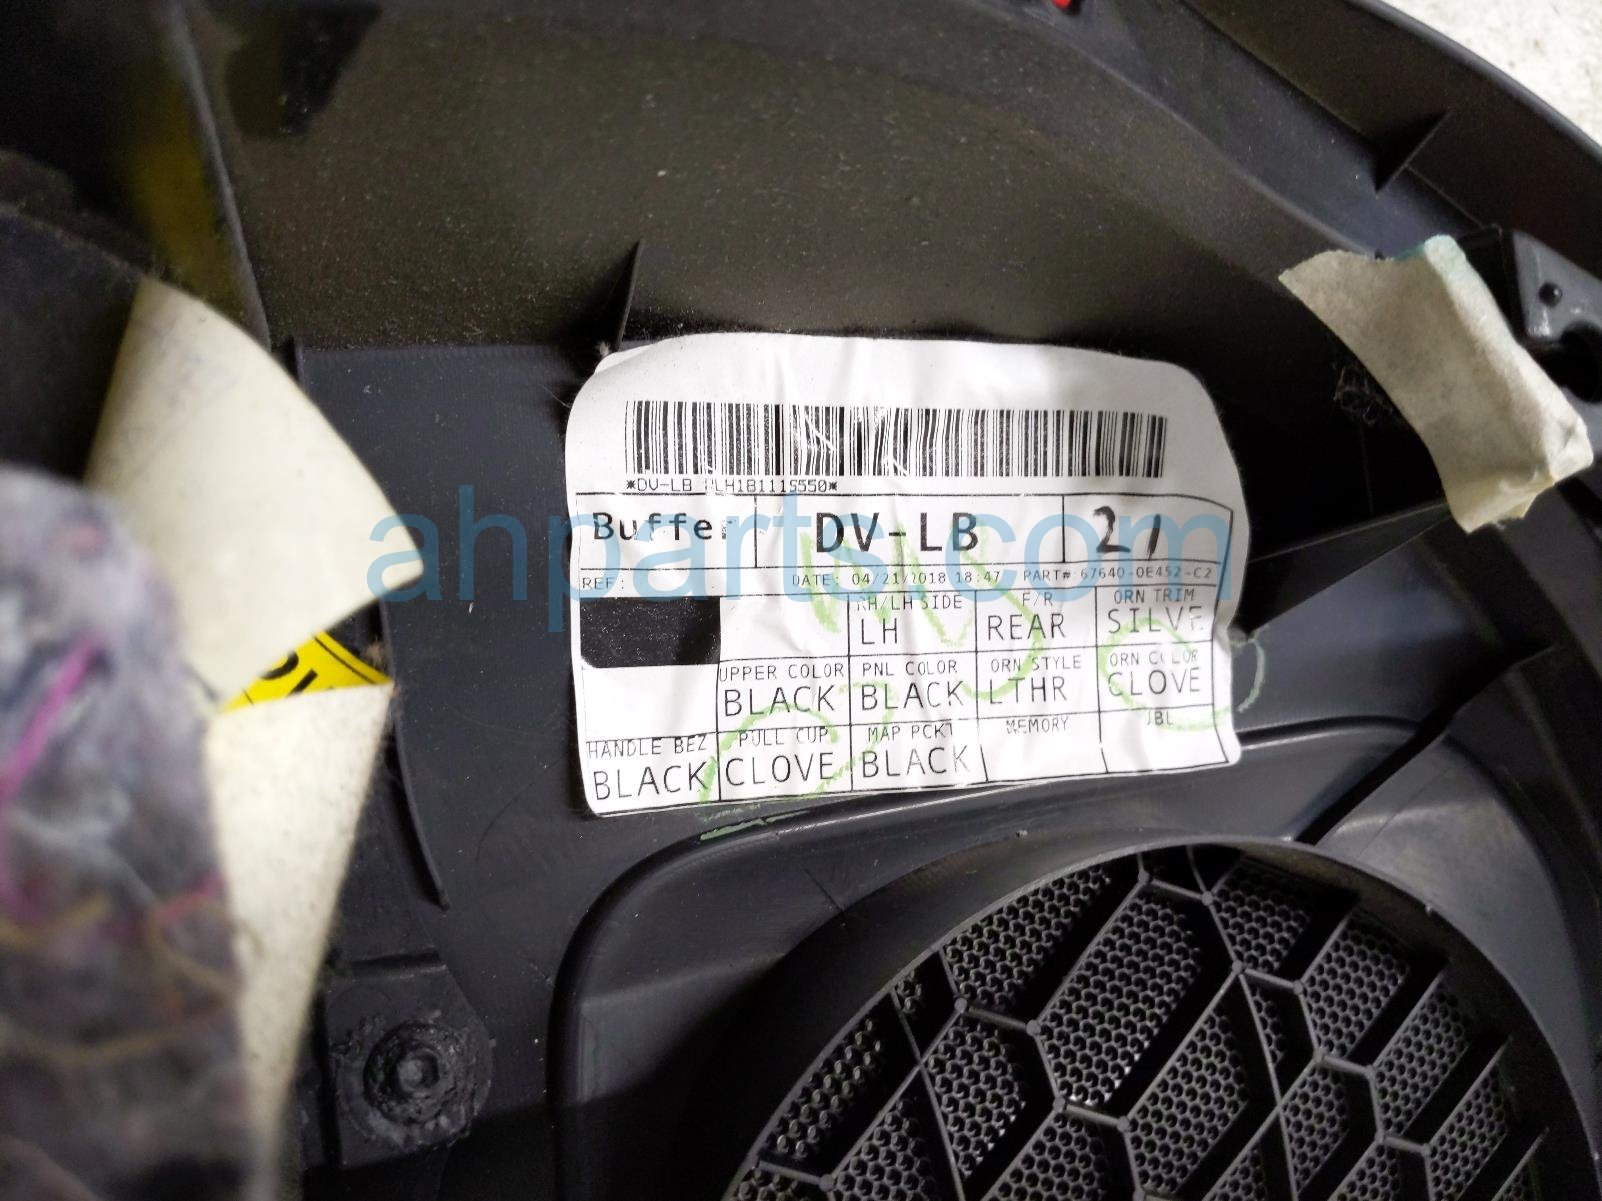 *DV-LB PLH1B111S550*
Buffer DV-LB 21
REF: DATE: 04/21/2018 18:47 PART#:67640-0E452-C2
RH/LH SIDE F/R ORN TRIM
LH REAR SILVE
UPPER COLOR PNL COLOR ORN STYLE ORN COLOR
BLACK BLACK LTHR CLOVE
HANDLE BEZ PULL CUP MAP PCKT MEMORY JBL
BLACK CLOVE BLACK
ahparts.com